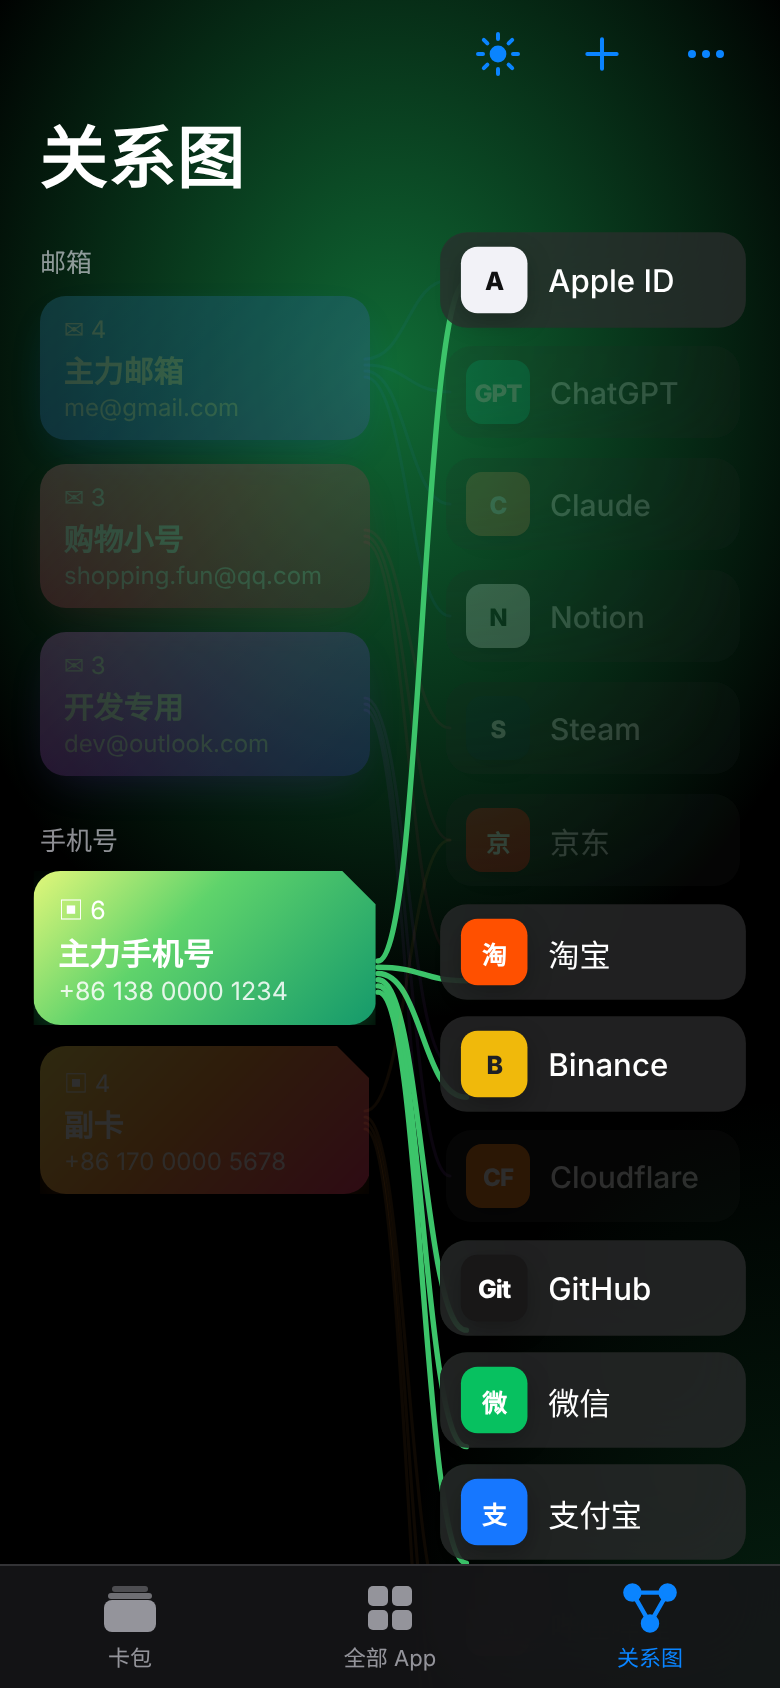 关系图
邮箱
✉ 4
主力邮箱
me@gmail.com
✉ 3
购物小号
shopping.fun@qq.com
✉ 3
开发专用
dev@outlook.com
手机号
▣ 6
主力手机号
+86 138 0000 1234
▣ 4
副卡
+86 170 0000 5678
A Apple ID
GPT ChatGPT
C Claude
N Notion
S Steam
京 京东
淘 淘宝
B Binance
CF Cloudflare
Git GitHub
微 微信
支 支付宝
卡包
全部 App
关系图